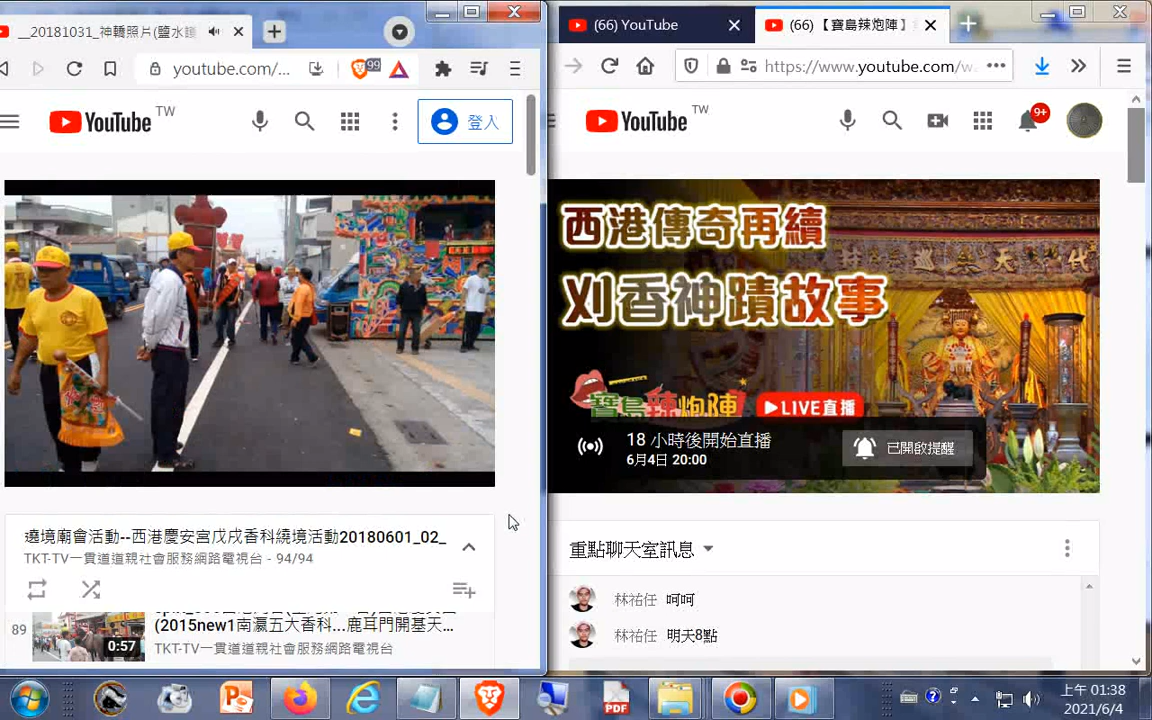 __20181031_神轎照片(鹽水護
youtube.com/...
99
YouTube TW
登入
遶境廟會活動--西港慶安宮戊戌香科繞境活動20180601_02_
TKT-TV一貫道道親社會服務網路電視台 - 94/94
89
(2015new1南瀛五大香科...鹿耳門開基天...
TKT-TV一貫道道親社會服務網路電視台
0:57
(66) YouTube
(66) 【寶島辣炮陣】
https://www.youtube.com/w
YouTube TW
9+
西港傳奇再續
刈香神蹟故事
寶島辣炮陣
LIVE直播
18 小時後開始直播
6月4日 20:00
已開啟提醒
重點聊天室訊息
林祐任 呵呵
林祐任 明天8點
PDF
上午 01:38
2021/6/4